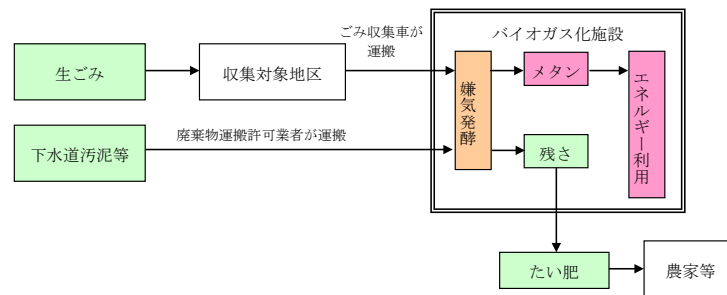 ごみ収集車が
運搬
バイオガス化施設
生ごみ
収集対象地区
嫌気発酵
メタン
エネルギー利用
下水道汚泥等
廃棄物運搬許可業者が運搬
残さ
たい肥
農家等